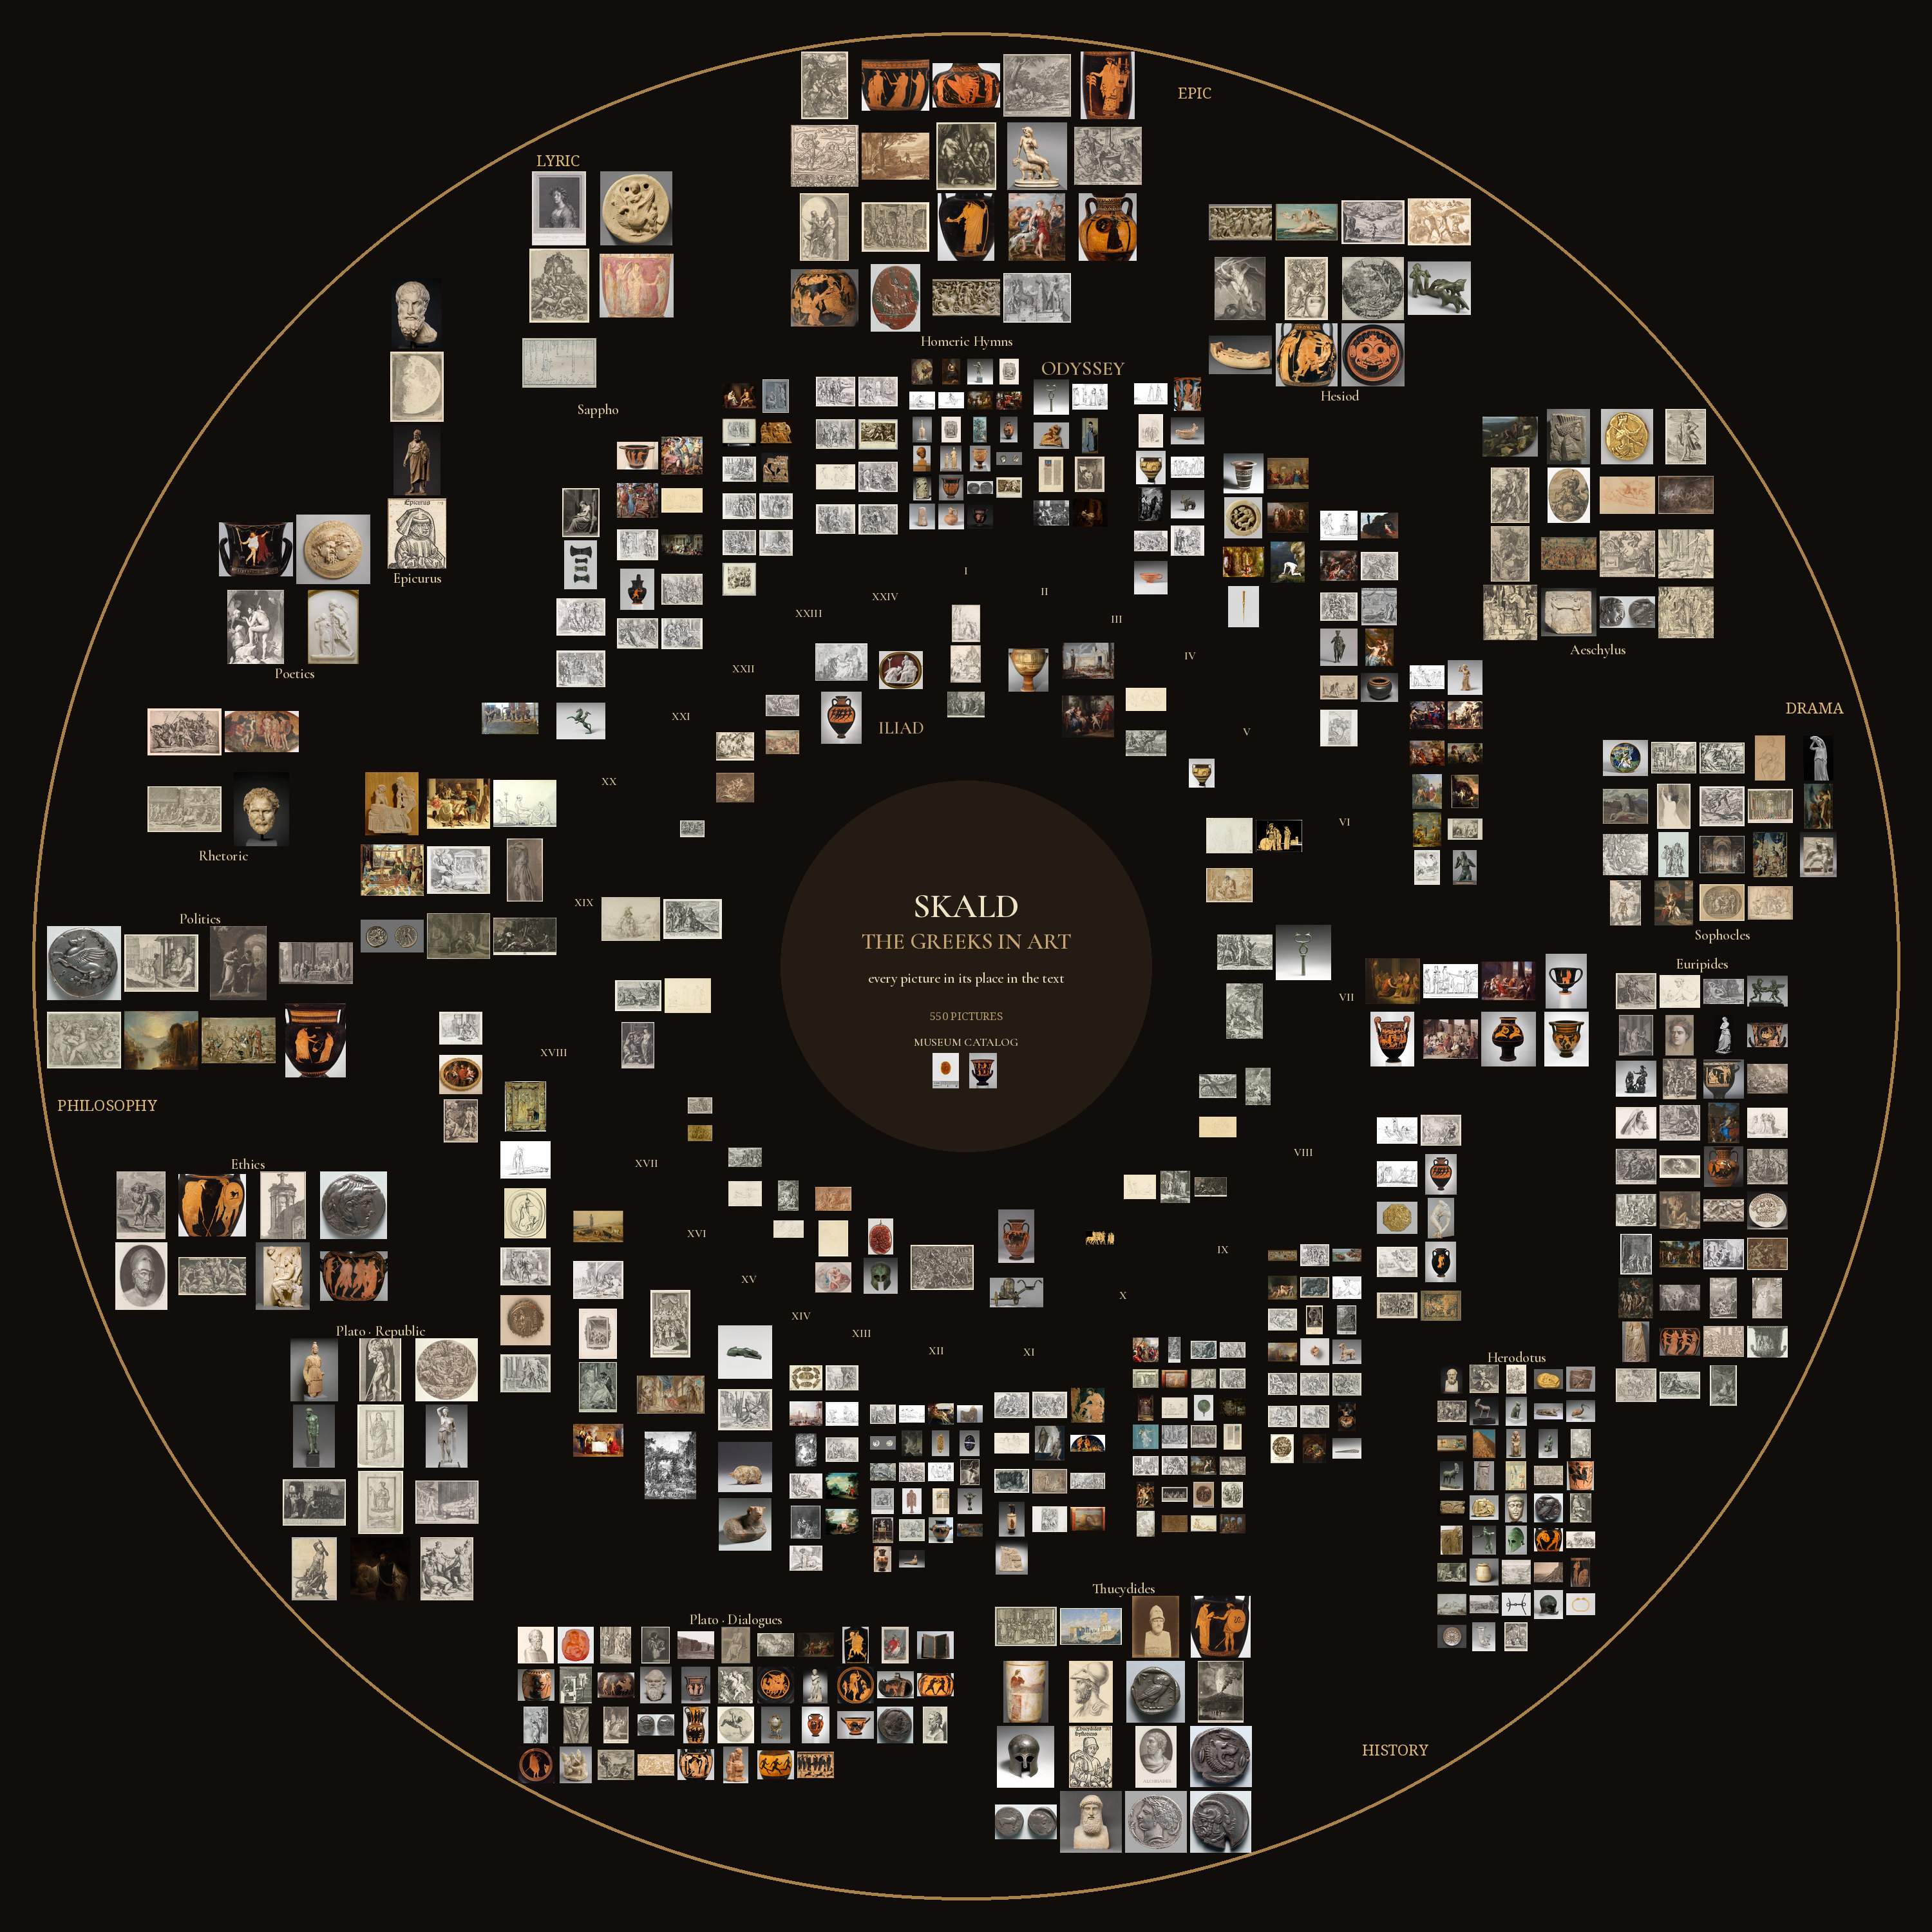 EPIC
LYRIC
Homeric Hymns
ODYSSEY
Hesiod
Sappho
Epicurus
Epicurus
Poetics
Aeschylus
I
II
III
IV
V
VI
VII
VIII
IX
X
XI
XII
XIII
XIV
XV
XVI
XVII
XVIII
XIX
XX
XXI
XXII
XXIII
XXIV
ILIAD
DRAMA
Rhetoric
Politics
Sophocles
Euripides
SKALD
THE GREEKS IN ART
every picture in its place in the text
550 PICTURES
MUSEUM CATALOG
PHILOSOPHY
Ethics
Plato · Republic
Herodotus
Thucydides
Plato · Dialogues
HISTORY